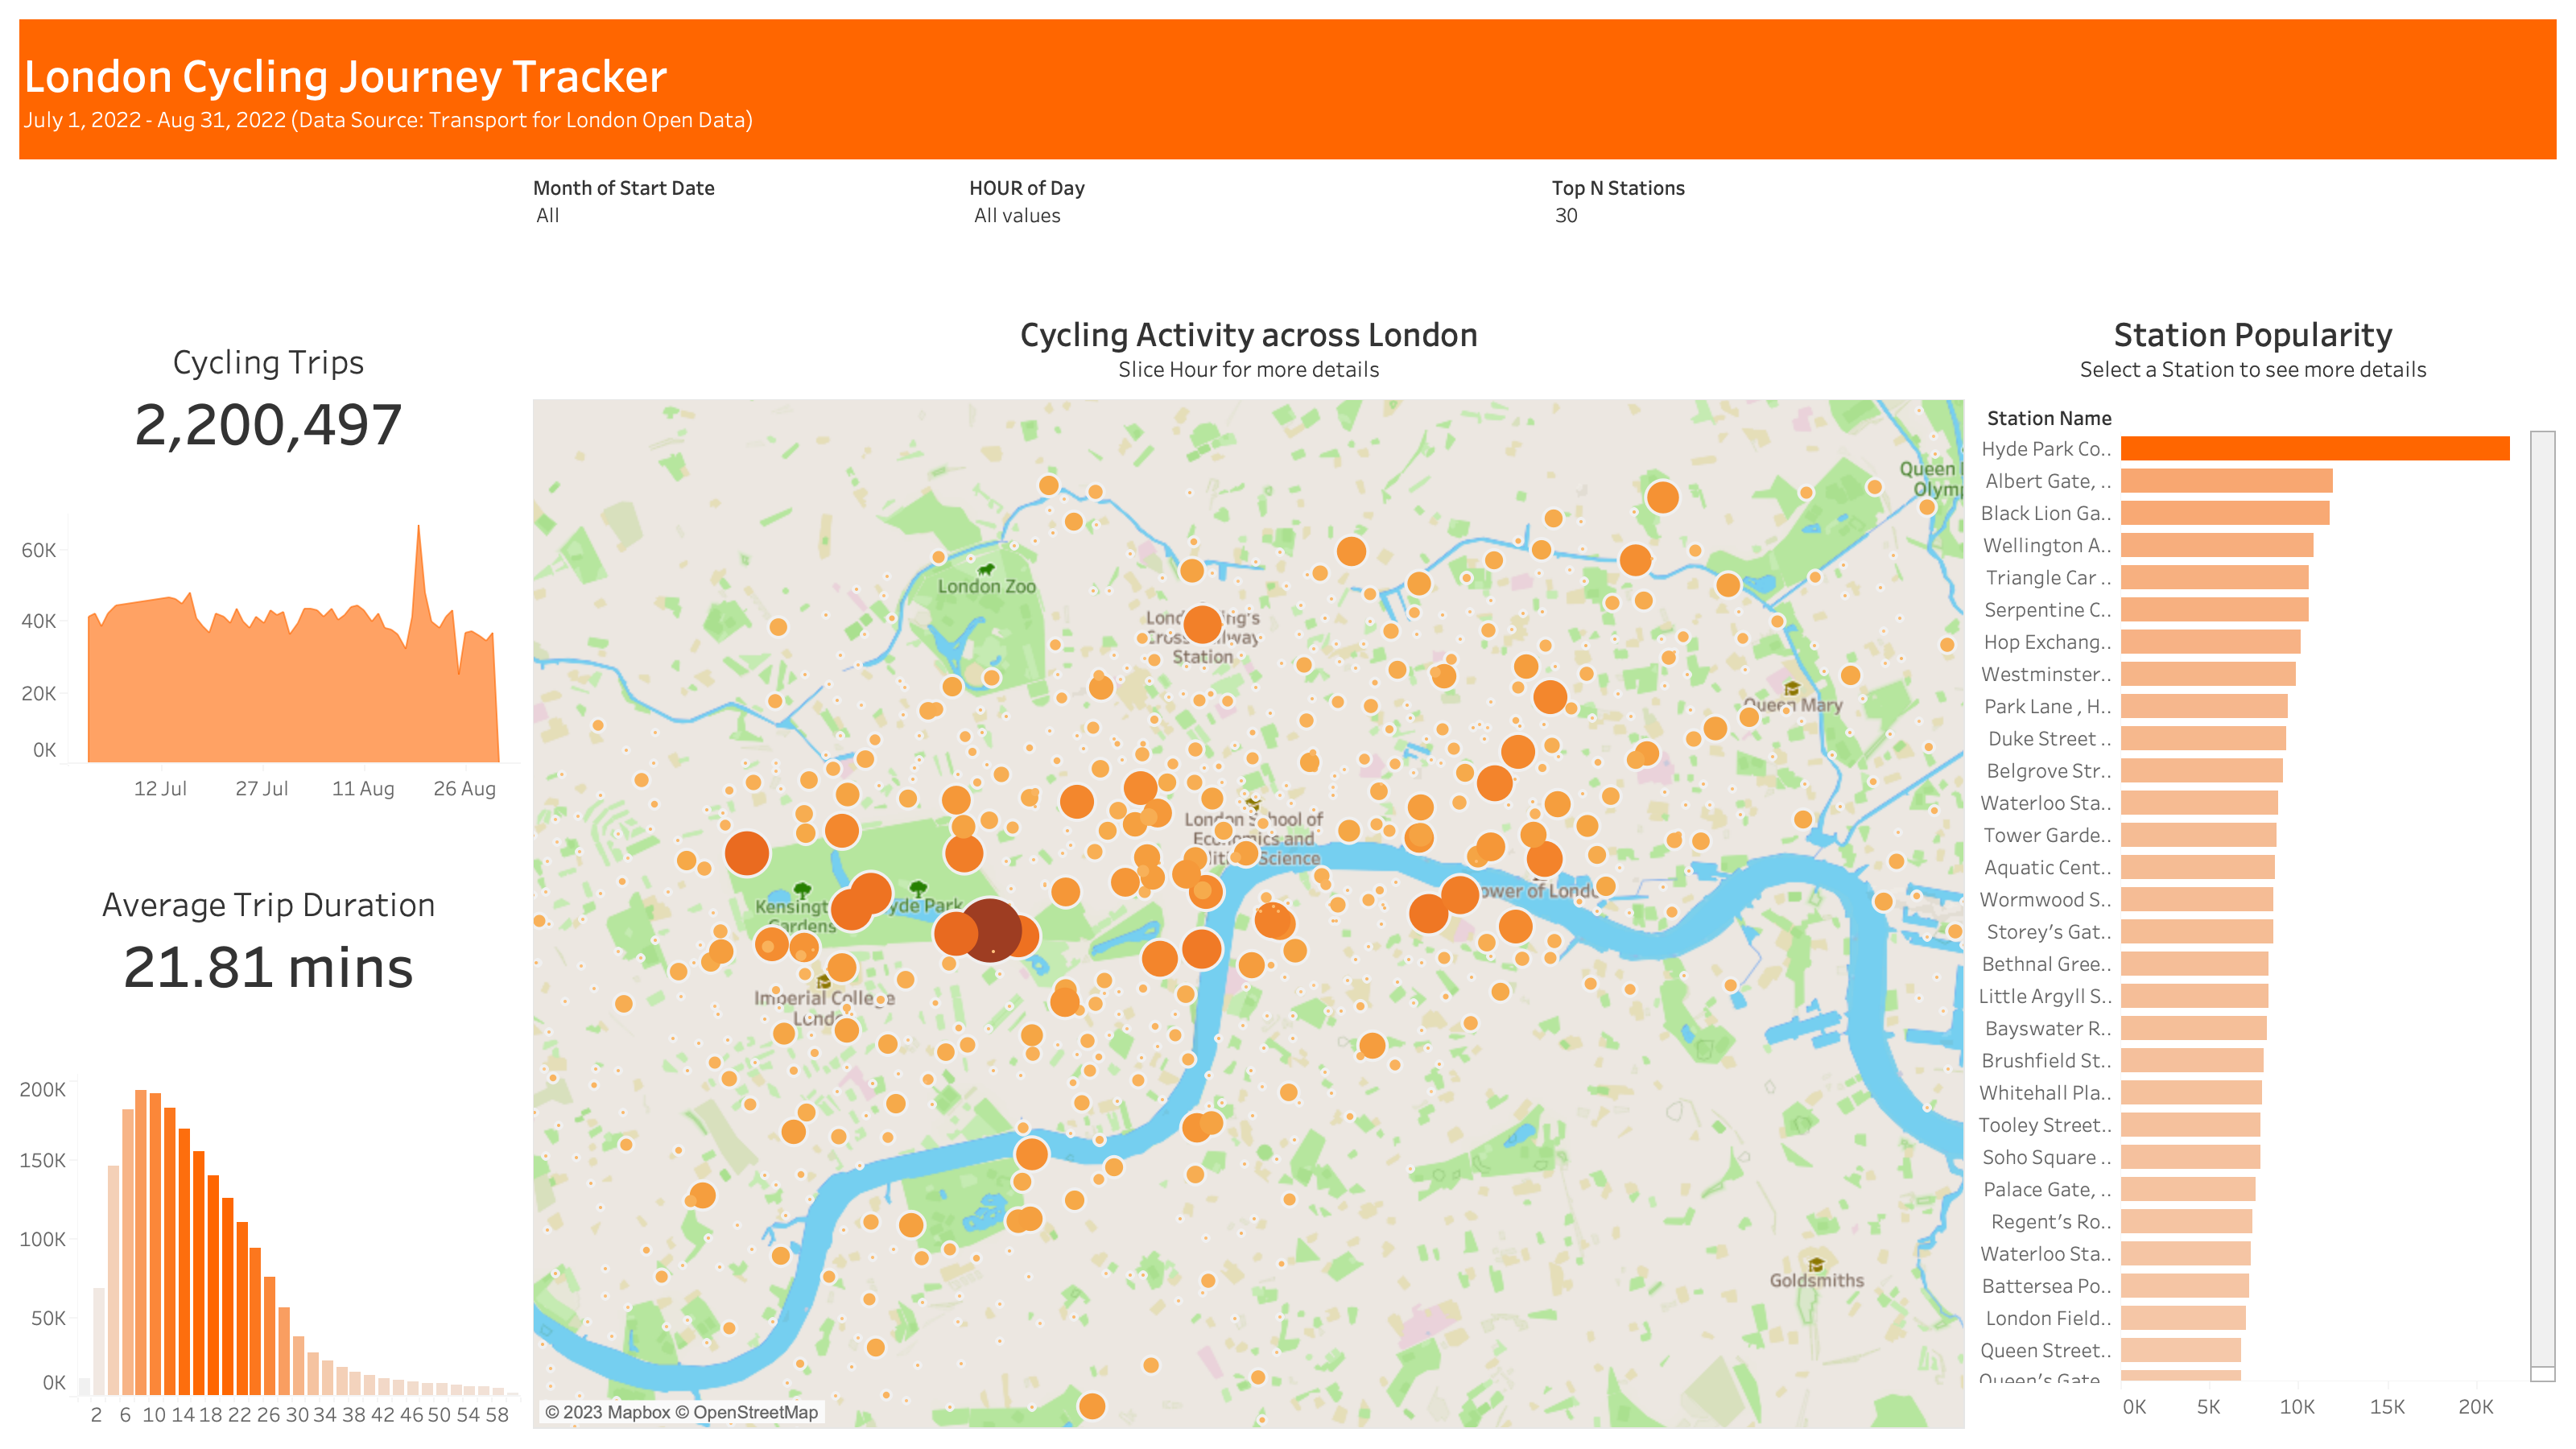 London Cycling Journey Tracker
July 1, 2022 - Aug 31, 2022 (Data Source: Transport for London Open Data)
Month of Start Date
All
HOUR of Day
All values
Top N Stations
30
Cycling Trips
2,200,497
60K
40K
20K
0K
12 Jul 27 Jul 11 Aug 26 Aug
Average Trip Duration
21.81 mins
200K
150K
100K
50K
0K
2 6 10 14 18 22 26 30 34 38 42 46 50 54 58
Cycling Activity across London
Slice Hour for more details
Queen
Olymp
London Zoo
Station
Queen Mary
London School of
Economics and
Science
Gardens
Hyde Park
Tower of London
Imperial College
London
Goldsmiths
© 2023 Mapbox © OpenStreetMap
Station Popularity
Select a Station to see more details
Station Name
Hyde Park Co..
Albert Gate, ..
Black Lion Ga..
Wellington A..
Triangle Car ..
Serpentine C..
Hop Exchang..
Westminster..
Park Lane , H..
Duke Street ..
Belgrove Str..
Waterloo Sta..
Tower Garde..
Aquatic Cent..
Wormwood S..
Storey's Gat..
Bethnal Gree..
Little Argyll S..
Bayswater R..
Brushfield St..
Whitehall Pla..
Tooley Street..
Soho Square ..
Palace Gate, ..
Regent's Ro..
Waterloo Sta..
Battersea Po..
London Field..
Queen Street..
Queen's Gate
0K 5K 10K 15K 20K